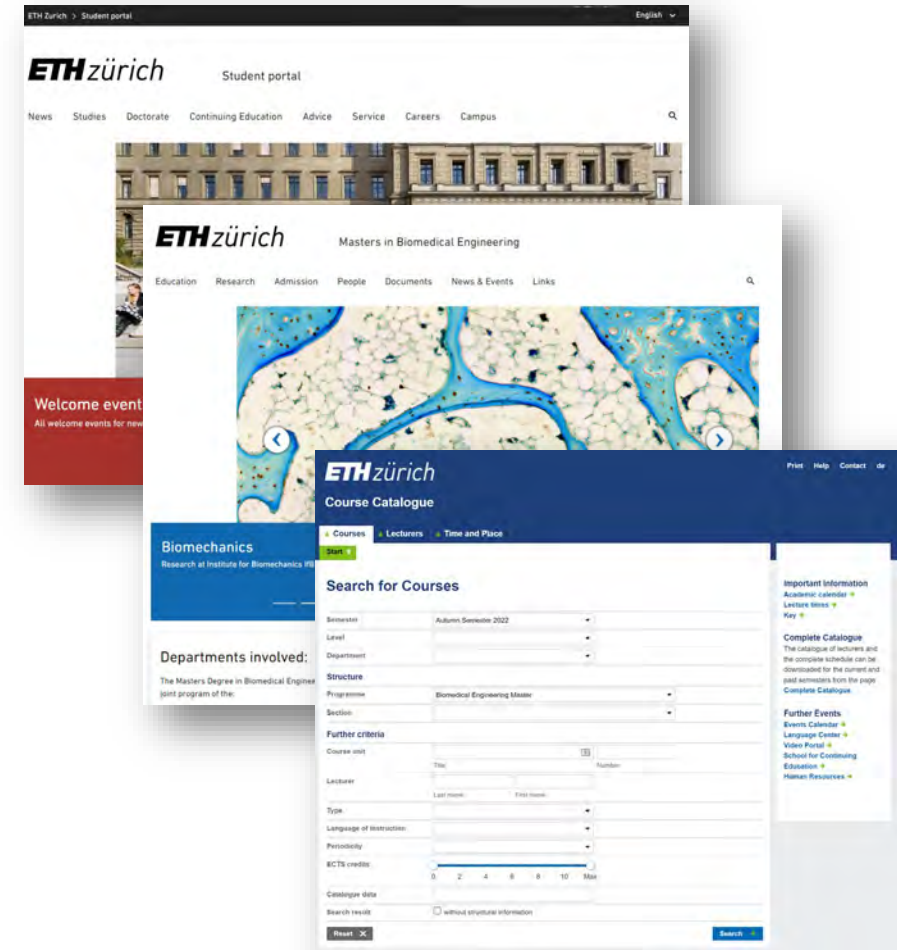 ETH Zurich > Student portal
English
ETH zürich
Student portal
News Studies Doctorate Continuing Education Advice Service Careers Campus
Welcome event
All welcome events for new
ETH zürich
Masters in Biomedical Engineering
Education Research Admission People Documents News & Events Links
Biomechanics
Research at Institute for Biomechanics IfB
Departments involved:
The Masters Degree in Biomedical Engine
joint program of the:
ETH zürich
Print Help Contact de
Course Catalogue
Courses Lecturers Time and Place
Start
Search for Courses
Semester Autumn Semester 2022
Level
Department
Structure
Programme Biomedical Engineering Master
Section
Further criteria
Course unit
Title Number
Lecturer
Last name First name
Type
Language of instruction
Periodicity
ECTS credits
0 2 4 6 8 10 Max
Catalogue data
Search result without structural information
Reset X
Search
Important Information
Academic calendar
Lecture times
Key
Complete Catalogue
The catalogue of lecturers and
the complete schedule can be
downloaded for the current and
past semesters from the page
Complete Catalogue.
Further Events
Events Calendar
Language Center
Video Portal
School for Continuing
Education
Human Resources